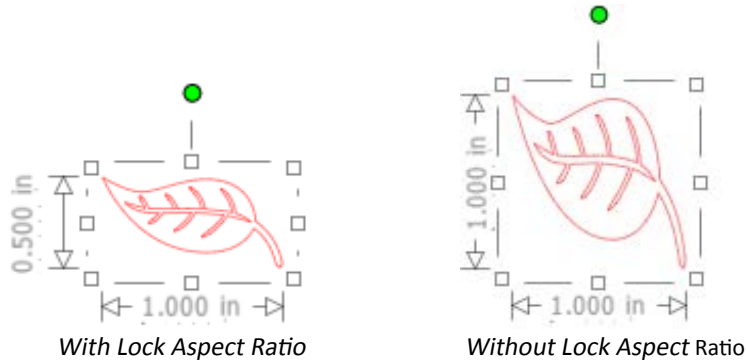 0.500 in
1.000 in
With Lock Aspect Ratio
1.000 in
1.000 in
Without Lock Aspect Ratio